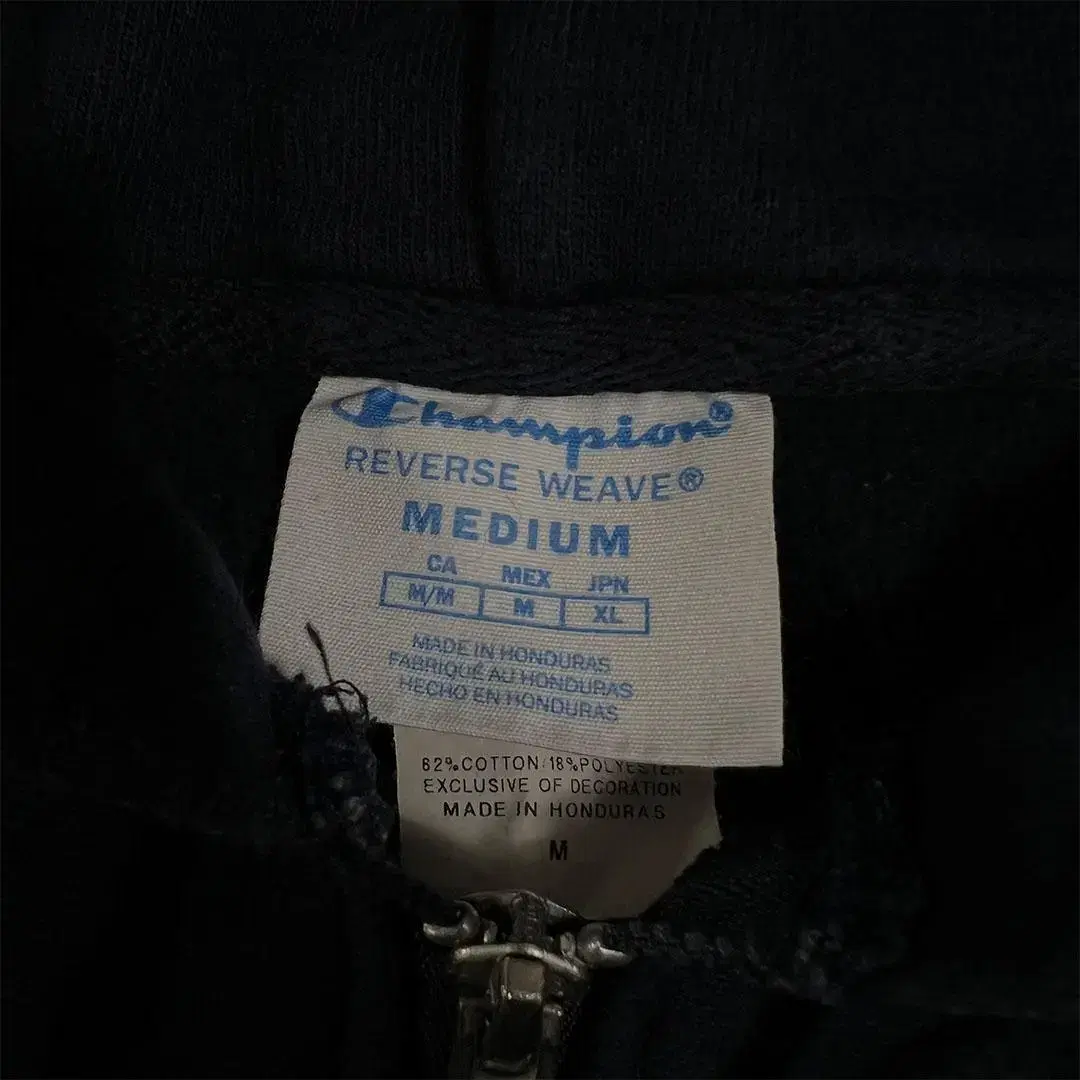 Champion®
REVERSE WEAVE®
MEDIUM
CA MEX JPN
M/M M XL
MADE IN HONDURAS
FABRIQUÉ AU HONDURAS
HECHO EN HONDURAS
62% COTTON 18% POLYESTER
EXCLUSIVE OF DECORATION
MADE IN HONDURAS
M